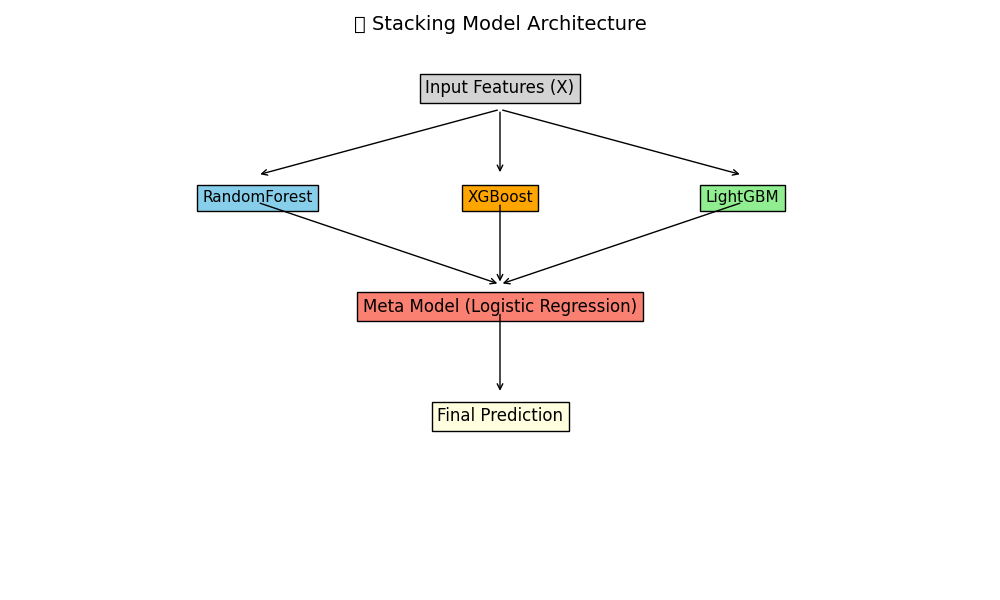 Stacking Model Architecture
Input Features (X)
RandomForest
XGBoost
LightGBM
Meta Model (Logistic Regression)
Final Prediction